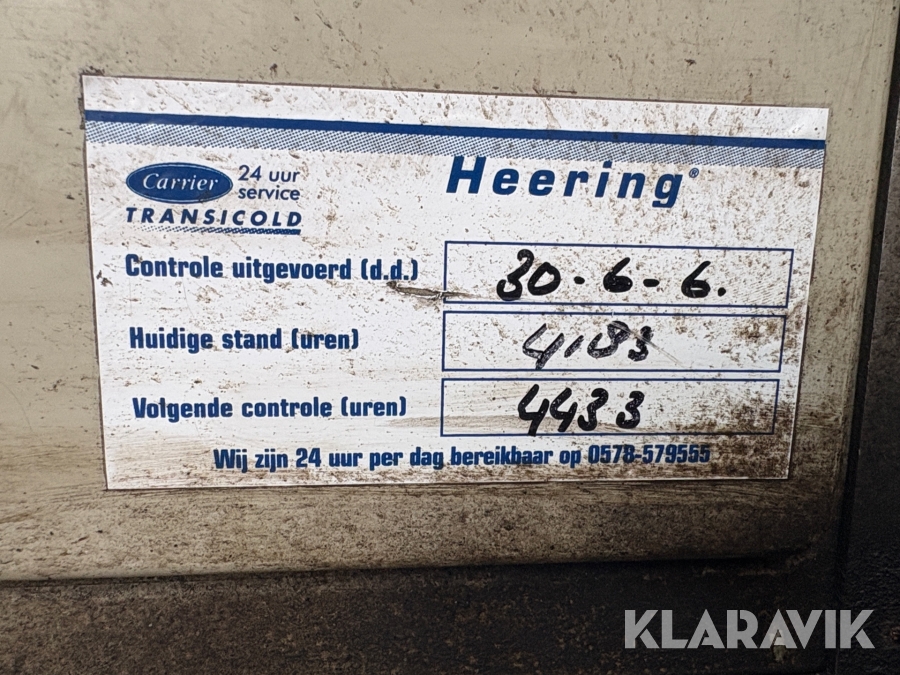 Carrier 24 uur service
TRANSICOLD
Heering®
Controle uitgevoerd (d.d.) 30-6-6.
Huidige stand (uren) 4183
Volgende controle (uren) 4433
Wij zijn 24 uur per dag bereikbaar op 0578-579555
KLARAVIK